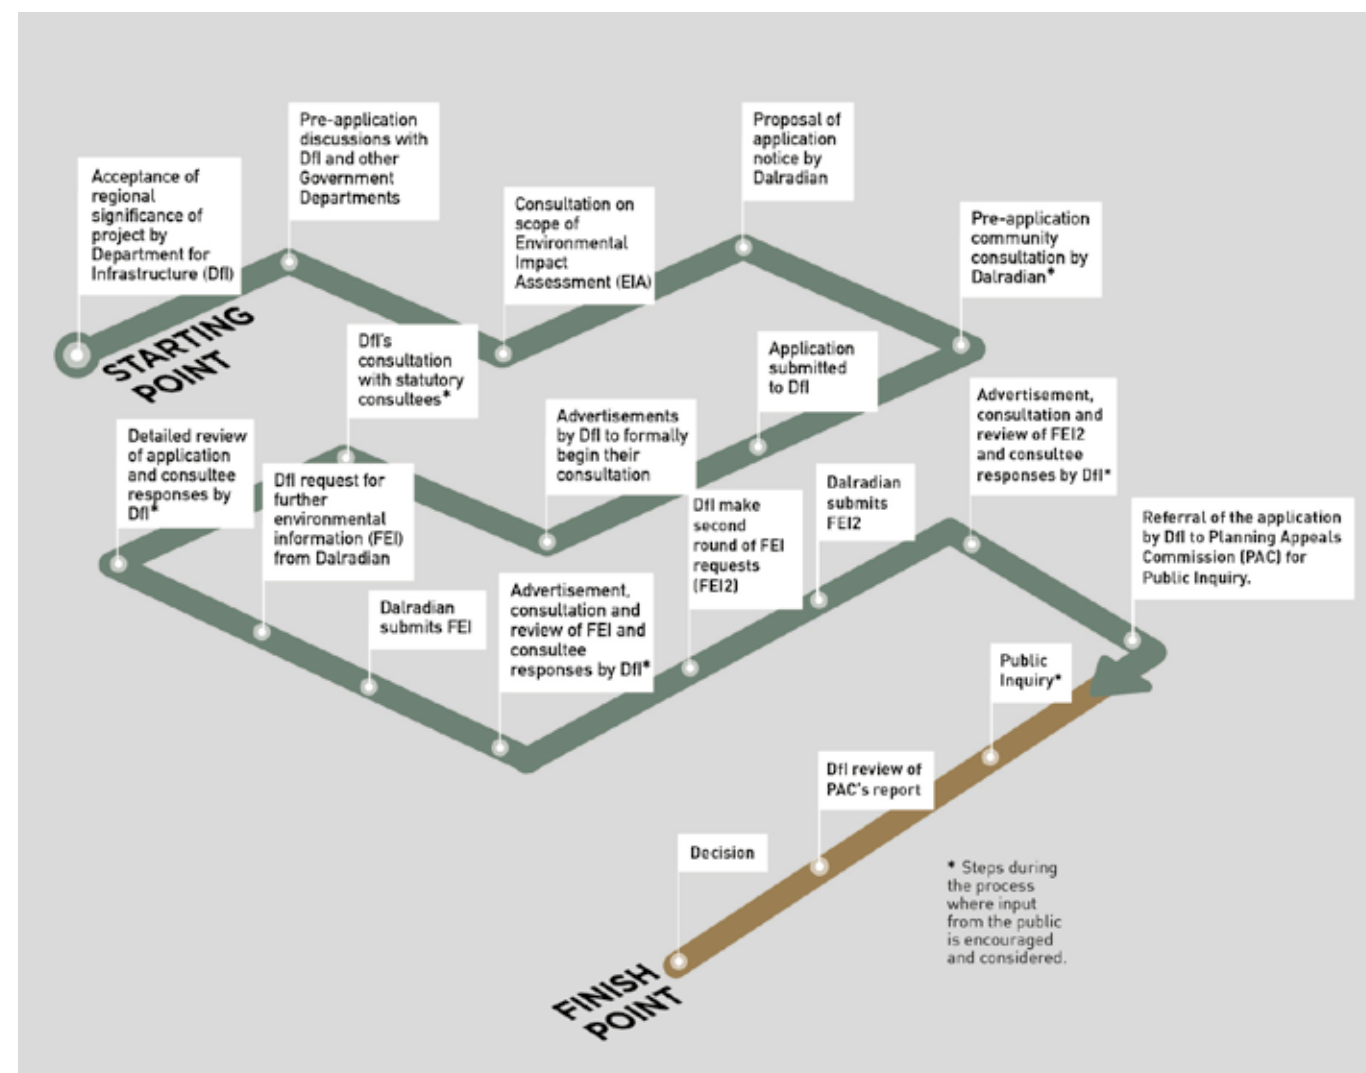 Acceptance of
regional
significance of
project by
Department for
Infrastructure (DfI)
STARTING
POINT
Pre-application
discussions with
DfI and other
Government
Departments
Consultation on
scope of
Environmental
Impact
Assessment (EIA)
Proposal of
application
notice by
Dalradian
Pre-application
community
consultation by
Dalradian*
Application
submitted
to DfI
Advertisements
by DfI to formally
begin their
consultation
DfI's
consultation
with statutory
consultees*
Detailed review
of application
and consultee
responses by
DfI*
DfI request for
further
environmental
information (FEI)
from Dalradian
Dalradian
submits FEI
Advertisement,
consultation and
review of FEI and
consultee
responses by DfI*
DfI make
second
round of FEI
requests
(FEI2)
Dalradian
submits
FEI2
Advertisement,
consultation and
review of FEI2
and consultee
responses by DfI*
Referral of the application
by DfI to Planning Appeals
Commission (PAC) for
Public Inquiry.
Public
Inquiry*
DfI review of
PAC's report
Decision
FINISH
POINT
* Steps during
the process
where input
from the public
is encouraged
and considered.